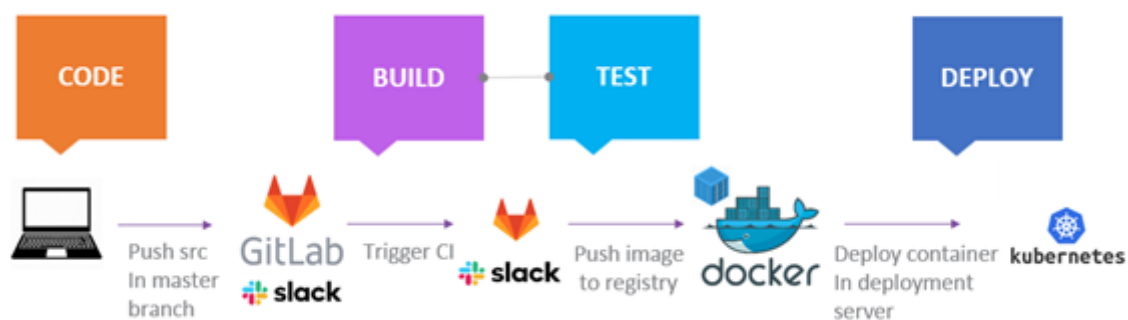 CODE
BUILD
TEST
DEPLOY
Push src
In master
branch
GitLab
slack
Trigger CI
slack
Push image
to registry
docker
Deploy container
In deployment
server
kubernetes